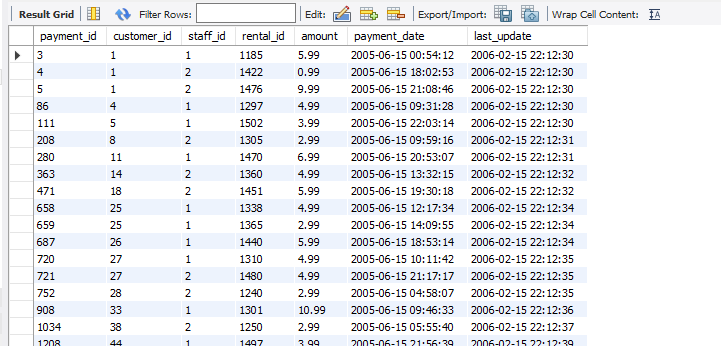 Result Grid Filter Rows: Edit: Export/Import: Wrap Cell Content: IA
payment_id customer_id staff_id rental_id amount payment_date last_update
3 1 1 1185 5.99 2005-06-15 00:54:12 2006-02-15 22:12:30
4 1 2 1422 0.99 2005-06-15 18:02:53 2006-02-15 22:12:30
5 1 2 1476 9.99 2005-06-15 21:08:46 2006-02-15 22:12:30
86 4 1 1297 4.99 2005-06-15 09:31:28 2006-02-15 22:12:30
111 5 1 1502 3.99 2005-06-15 22:03:14 2006-02-15 22:12:30
208 8 2 1305 2.99 2005-06-15 09:59:16 2006-02-15 22:12:31
280 11 1 1470 6.99 2005-06-15 20:53:07 2006-02-15 22:12:31
363 14 2 1360 4.99 2005-06-15 13:32:15 2006-02-15 22:12:32
471 18 2 1451 5.99 2005-06-15 19:30:18 2006-02-15 22:12:32
658 25 1 1338 4.99 2005-06-15 12:17:34 2006-02-15 22:12:34
659 25 1 1365 2.99 2005-06-15 14:09:55 2006-02-15 22:12:34
687 26 1 1440 5.99 2005-06-15 18:53:14 2006-02-15 22:12:34
720 27 1 1310 4.99 2005-06-15 10:11:42 2006-02-15 22:12:35
721 27 2 1480 4.99 2005-06-15 21:17:17 2006-02-15 22:12:35
752 28 2 1240 2.99 2005-06-15 04:58:07 2006-02-15 22:12:35
908 33 1 1301 10.99 2005-06-15 09:46:33 2006-02-15 22:12:36
1034 38 2 1250 2.99 2005-06-15 05:55:40 2006-02-15 22:12:37
1208 44 1 1497 3.99 2005-06-15 21:56:39 2006-02-15 22:12:39